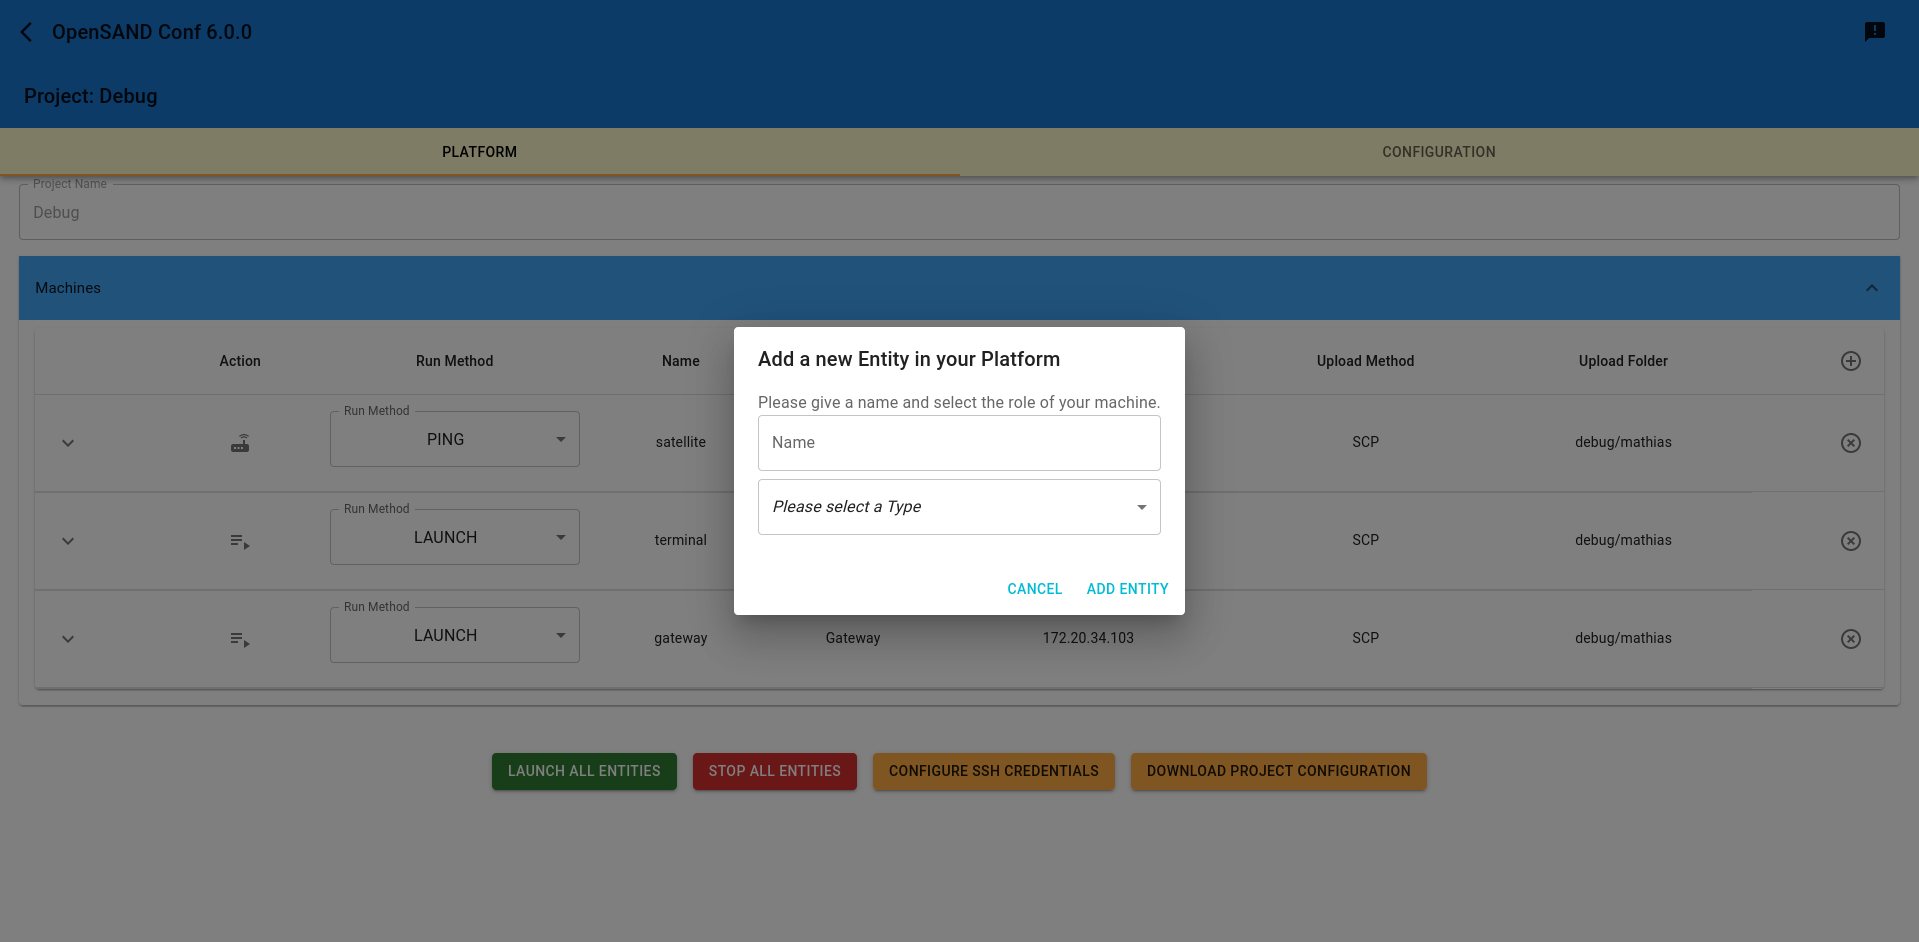 OpenSAND Conf 6.0.0
Project: Debug
PLATFORM CONFIGURATION
Project Name
Debug
Machines
Action Run Method Name Upload Method Upload Folder
Run Method
PING satellite SCP debug/mathias
Run Method
LAUNCH terminal SCP debug/mathias
Run Method
LAUNCH gateway Gateway 172.20.34.103 SCP debug/mathias
Add a new Entity in your Platform
Please give a name and select the role of your machine.
Name
Please select a Type
CANCEL ADD ENTITY
LAUNCH ALL ENTITIES STOP ALL ENTITIES CONFIGURE SSH CREDENTIALS DOWNLOAD PROJECT CONFIGURATION